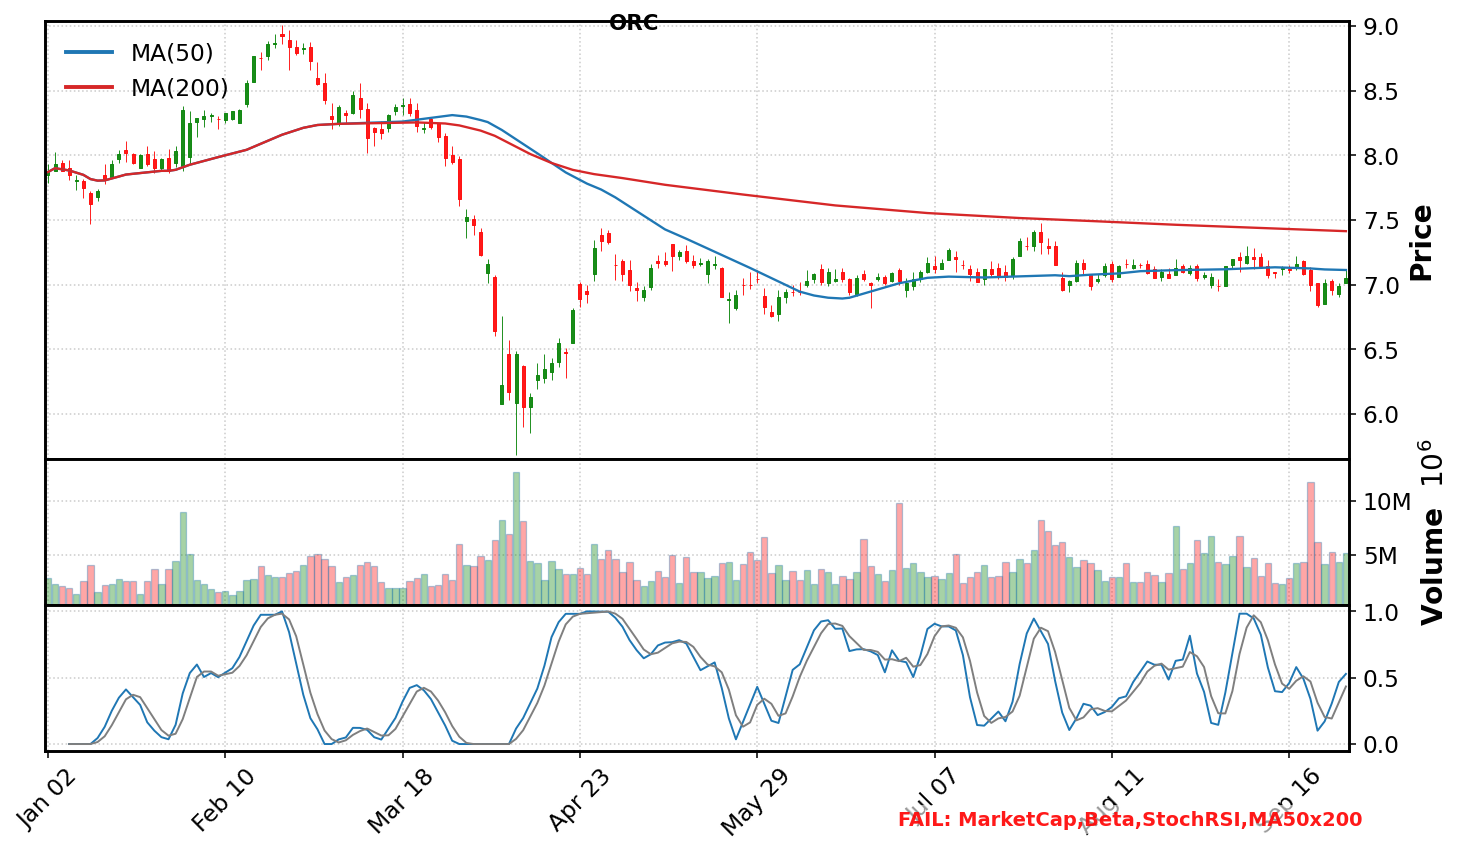 ORC
MA(50)
MA(200)
9.0
8.5
8.0
7.5
7.0
6.5
6.0
Price
10M
5M
Volume 10^6
1.0
0.5
0.0
Jan 02
Feb 10
Mar 18
Apr 23
May 29
Jul 07
Aug 11
Sep 16
FAIL: MarketCap,Beta,StochRSI,MA50x200